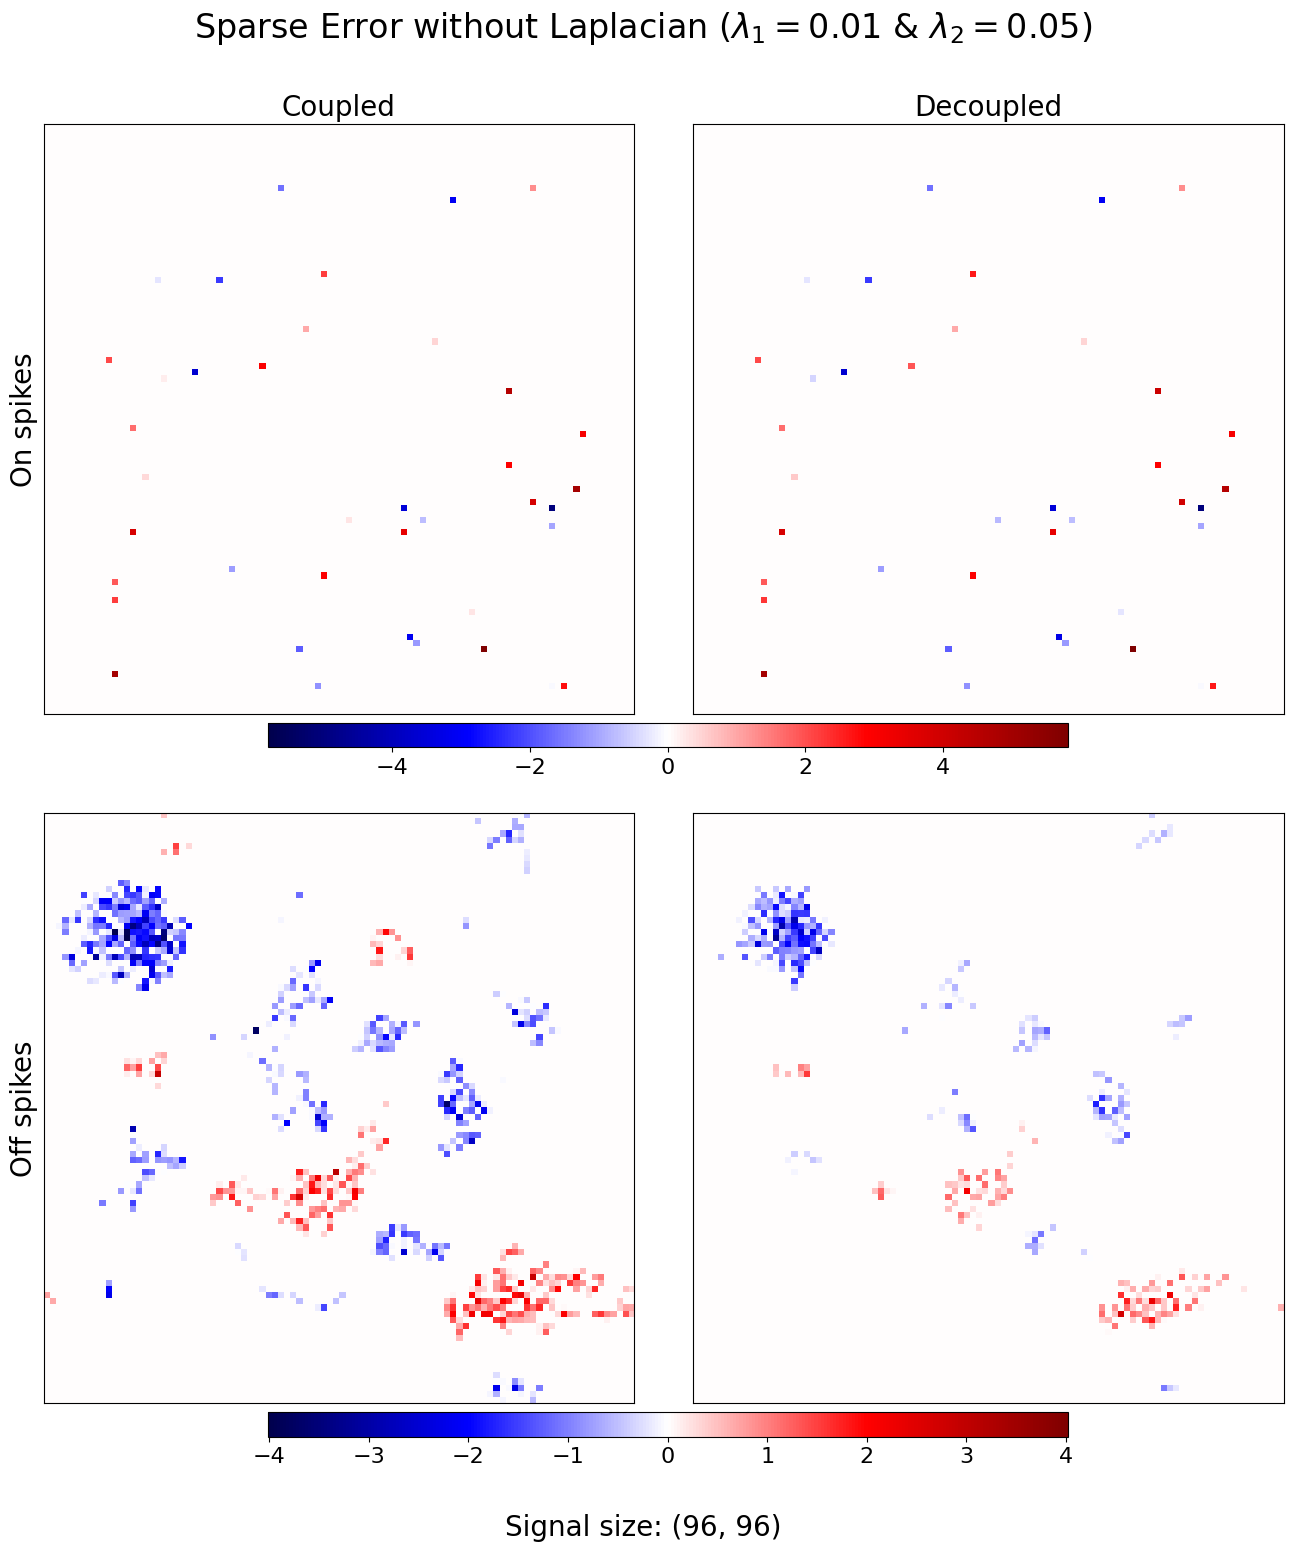 Sparse Error without Laplacian (λ₁ = 0.01 & λ₂ = 0.05)
Coupled
Decoupled
On spikes
−4 −2 0 2 4
Off spikes
−4 −3 −2 −1 0 1 2 3 4
Signal size: (96, 96)